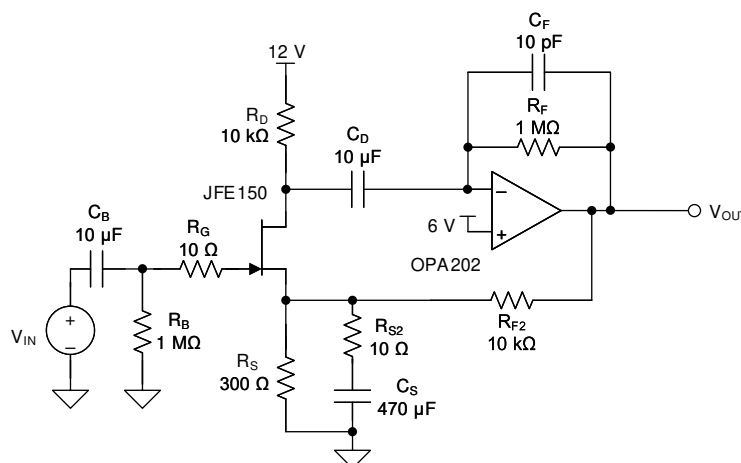 C_F
10 pF
12 V
R_F
1 MΩ
R_D
10 kΩ
C_D
10 µF
JFE150
−
6 V
+
V_OUT
C_B
10 µF
R_G
10 Ω
OPA202
V_IN
+
−
R_B
1 MΩ
R_S2
10 Ω
R_F2
10 kΩ
R_S
300 Ω
C_S
470 µF